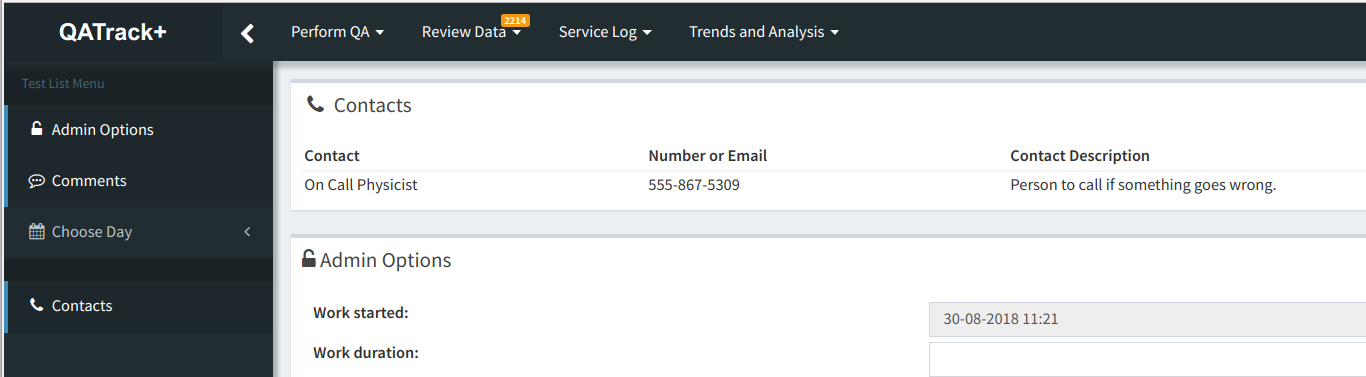 QATrack+
Perform QA
Review Data
2214
Service Log
Trends and Analysis
Test List Menu
Admin Options
Comments
Choose Day
Contacts
Contacts
Contact Number or Email Contact Description
On Call Physicist 555-867-5309 Person to call if something goes wrong.
Admin Options
Work started: 30-08-2018 11:21
Work duration: